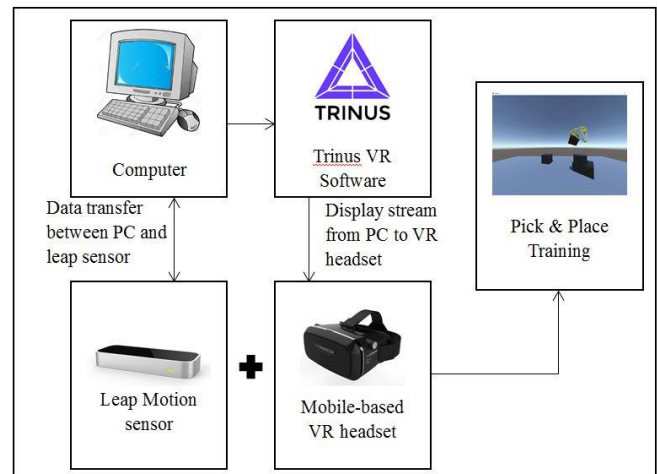 Computer
TRINUS
Trinus VR
Software
Data transfer
between PC and
leap sensor
Display stream
from PC to VR
headset
Pick & Place
Training
Leap Motion
sensor
Mobile-based
VR headset